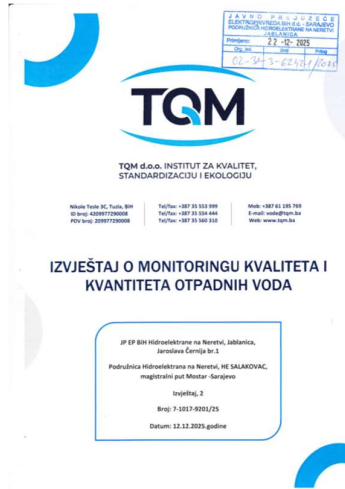 JAVNO PREDUZEĆE
ELEKTROPRIVREDA BIH d.d. - SARAJEVO
PODRUŽNICA HIDROELEKTRANE NA NERETVI
JABLANICA
Primljeno: 22 -12- 2025
Org. jed. Broj Prilog
TQM
TQM d.o.o. INSTITUT ZA KVALITET,
STANDARDIZACIJU I EKOLOGIJU
Nikole Tesle 3C, Tuzla, BiH Tel/fax: +387 35 553 999 Mob: +387 61 195 769
ID broj: 4209977290008 Tel/fax: +387 35 554 444 E-mail: voda@tqm.ba
PDV broj: 209977290008 Tel/fax: +387 35 560 310 Web: www.tqm.ba
IZVJEŠTAJ O MONITORINGU KVALITETA I
KVANTITETA OTPADNIH VODA
JP EP BiH Hidroelektrane na Neretvi, Jablanica,
Jaroslava Černija br.1
Podružnica Hidroelektrana na Neretvi, HE SALAKOVAC,
magistralni put Mostar -Sarajevo
Izvještaj, 2
Broj: 7-1017-9201/25
Datum: 12.12.2025.godine